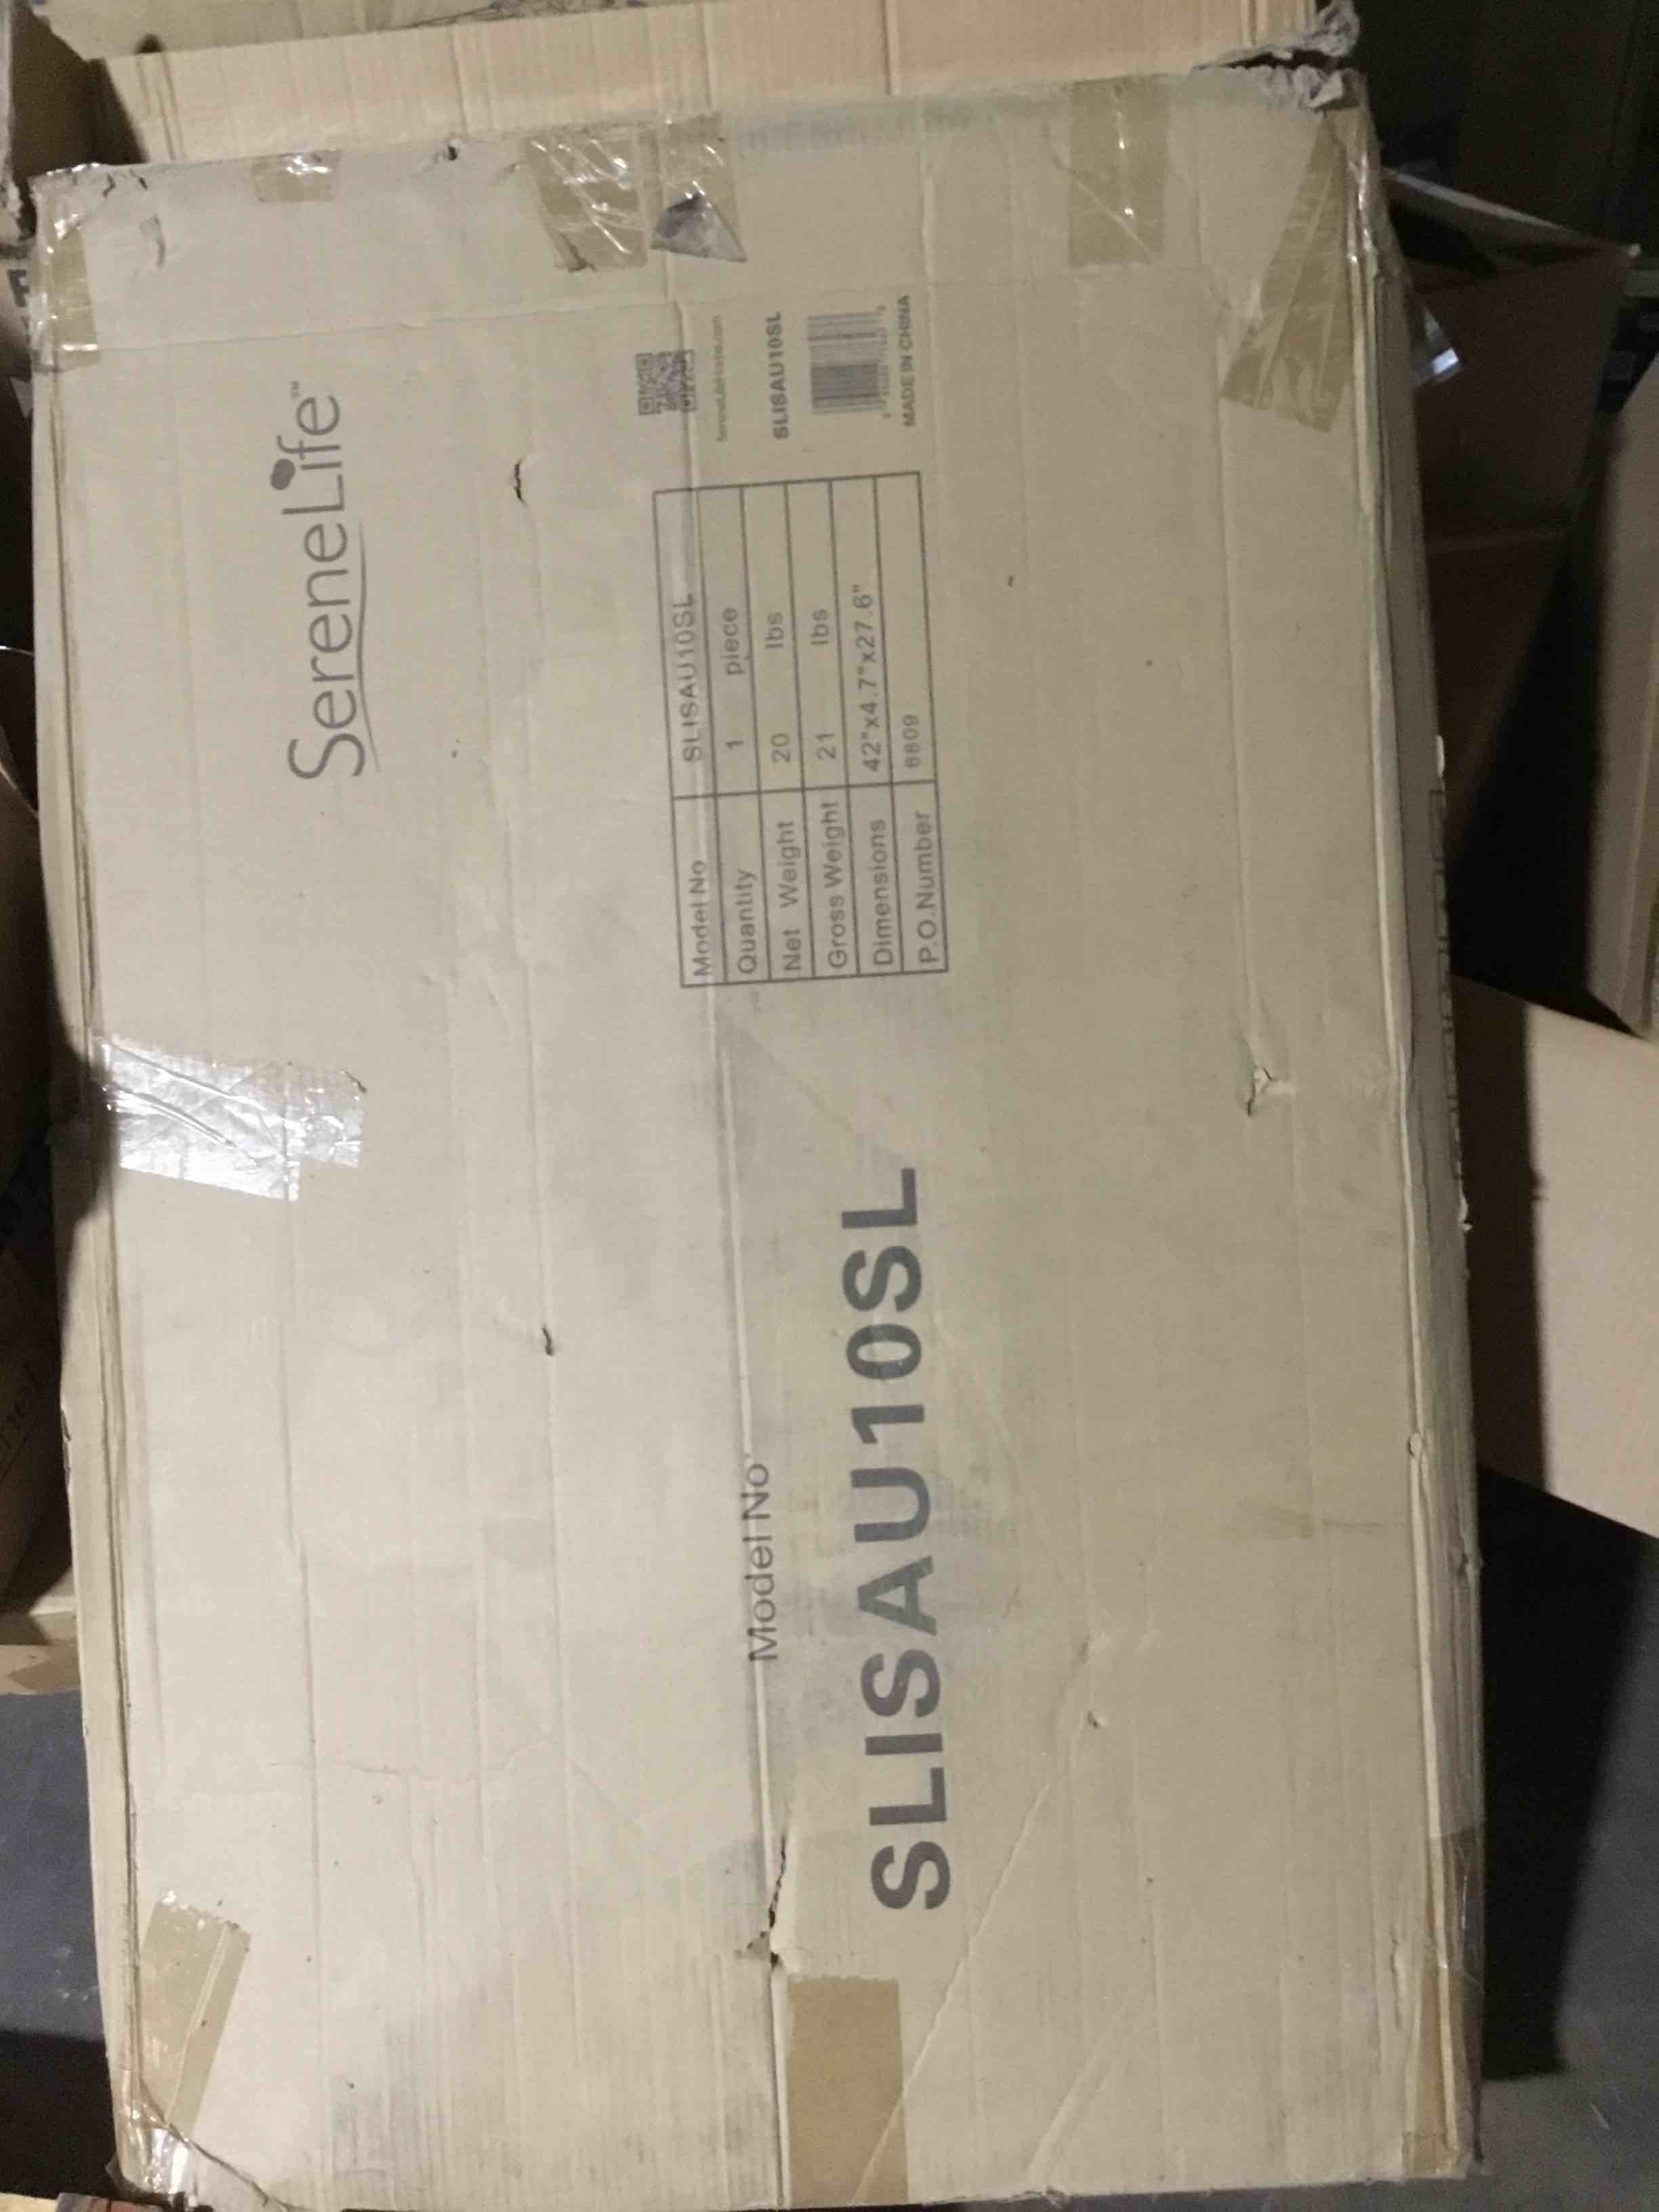 SereneLife™
Model No SLISAU10SL
Quantity 1 piece
Net Weight 20 lbs
Gross Weight 21 lbs
Dimensions 42"x4.7"x27.6"
P.O.Number 6809
SLISAU10SL
MADE IN CHINA
Model No.
SLISAU10SL